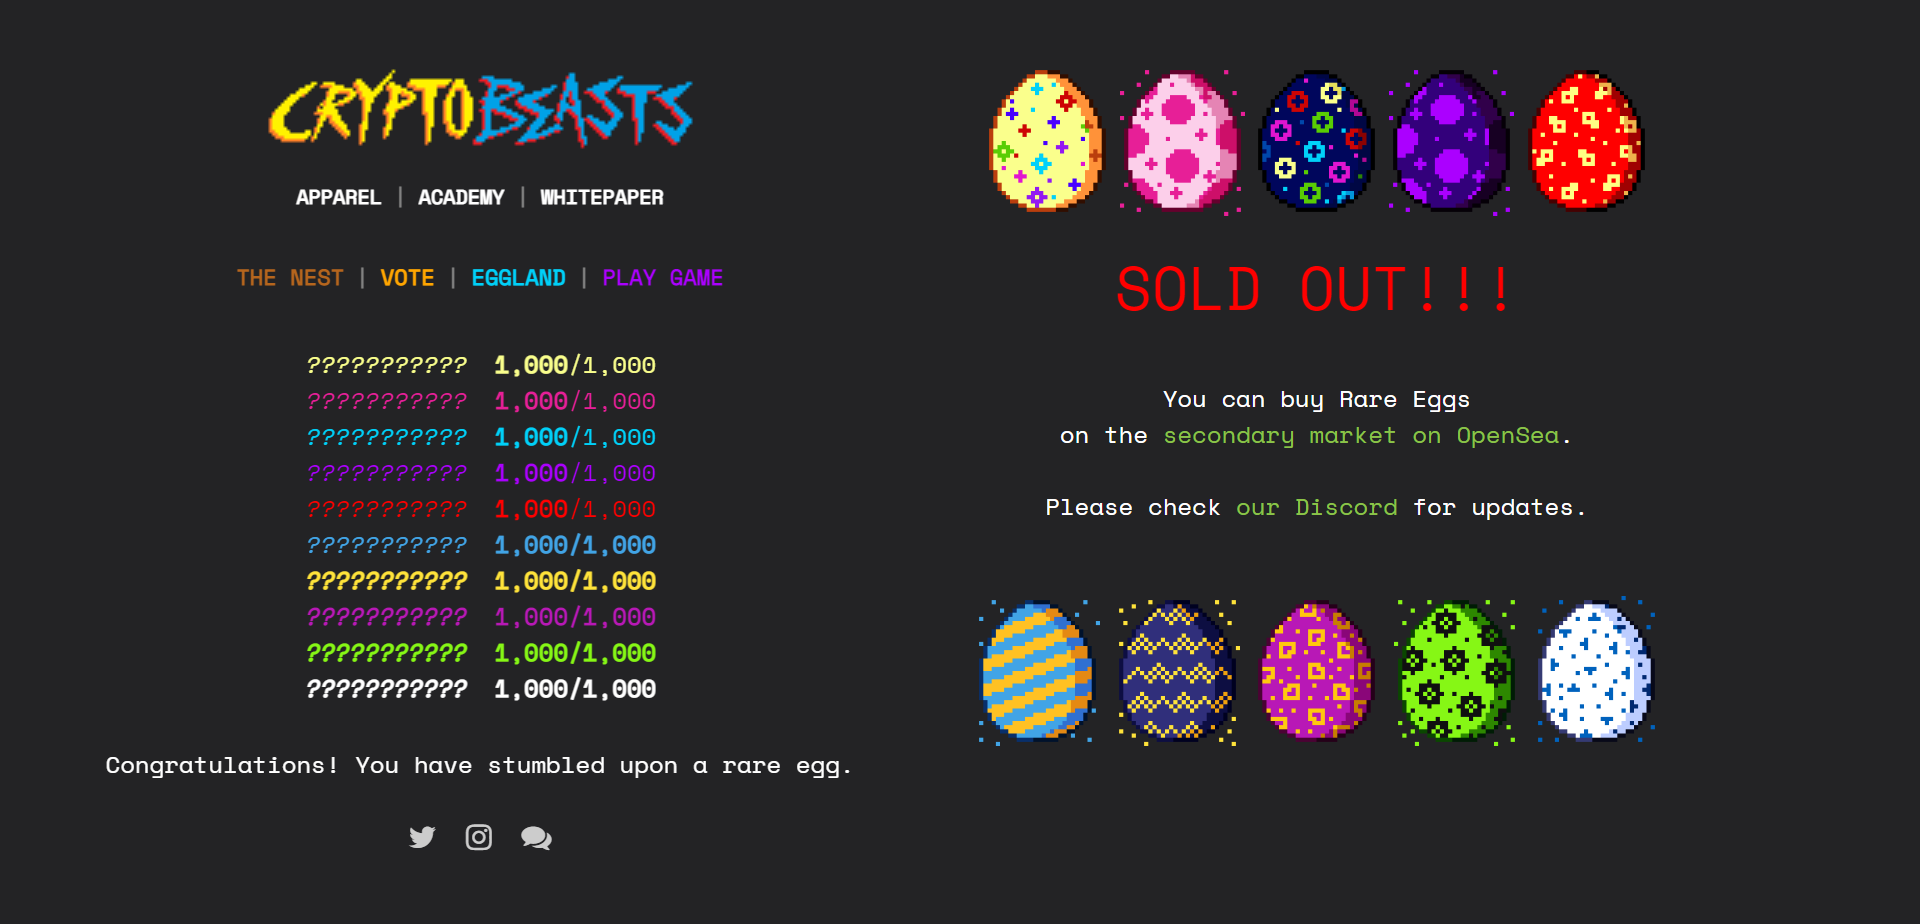 CRYPTOBEASTS
APPAREL | ACADEMY | WHITEPAPER
THE NEST | VOTE | EGGLAND | PLAY GAME
??????????? 1,000/1,000
??????????? 1,000/1,000
??????????? 1,000/1,000
??????????? 1,000/1,000
??????????? 1,000/1,000
??????????? 1,000/1,000
??????????? 1,000/1,000
??????????? 1,000/1,000
??????????? 1,000/1,000
??????????? 1,000/1,000
Congratulations! You have stumbled upon a rare egg.
SOLD OUT!!!
You can buy Rare Eggs
on the secondary market on OpenSea.
Please check our Discord for updates.